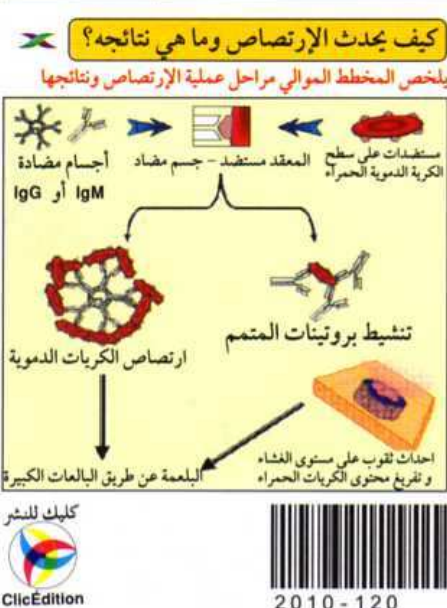 كيف يحدث الإرتصاص وما هي نتائجه؟
يلخص المخطط الموالي مراحل عملية الإرتصاص ونتائجها
مستضدات على سطح
الكرية الدموية الحمراء
المعقد مستضد - جسم مضاد
أجسام مضادة
IgM أو IgG
تنشيط بروتينات المتمم
ارتصاص الكريات الدموية
احداث ثقوب على مستوى الغشاء
و تفريغ محتوى الكريات الحمراء
البلعمة عن طريق البالعات الكبيرة
كليك للنشر
ClicÉdition
2010-120